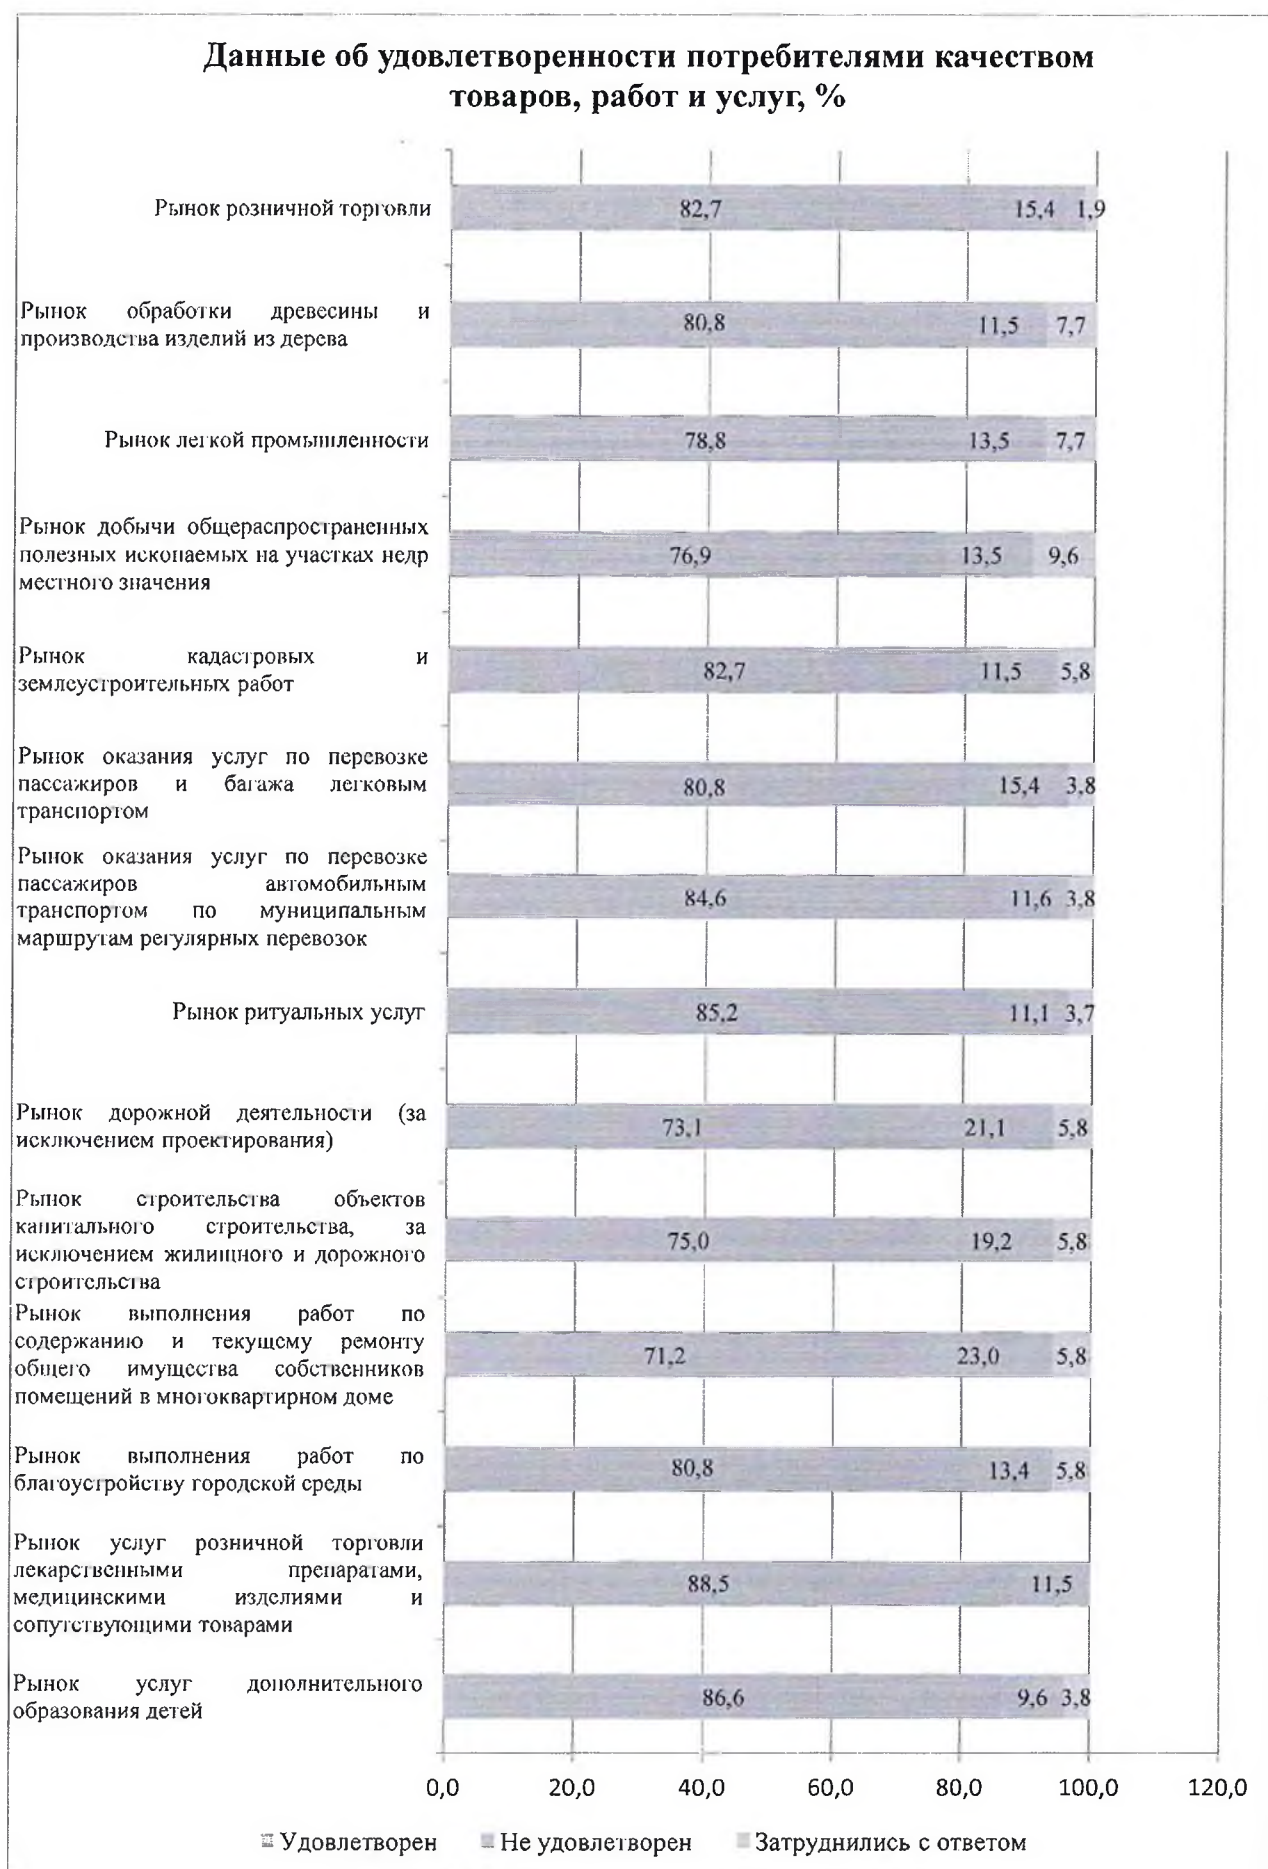 Данные об удовлетворенности потребителями качеством
товаров, работ и услуг, %
Рынок розничной торговли
82,7 15,4 1,9
Рынок обработки древесины и
производства изделий из дерева
80,8 11,5 7,7
Рынок легкой промышленности
78,8 13,5 7,7
Рынок добычи общераспространенных
полезных ископаемых на участках недр
местного значения
76,9 13,5 9,6
Рынок кадастровых и
землеустроительных работ
82,7 11,5 5,8
Рынок оказания услуг по перевозке
пассажиров и багажа легковым
транспортом
80,8 15,4 3,8
Рынок оказания услуг по перевозке
пассажиров автомобильным
транспортом по муниципальным
маршрутам регулярных перевозок
84,6 11,6 3,8
Рынок ритуальных услуг
85,2 11,1 3,7
Рынок дорожной деятельности (за
исключением проектирования)
73,1 21,1 5,8
Рынок строительства объектов
капитального строительства, за
исключением жилищного и дорожного
строительства
75,0 19,2 5,8
Рынок выполнения работ по
содержанию и текущему ремонту
общего имущества собственников
помещений в многоквартирном доме
71,2 23,0 5,8
Рынок выполнения работ по
благоустройству городской среды
80,8 13,4 5,8
Рынок услуг розничной торговли
лекарственными препаратами,
медицинскими изделиями и
сопутствующими товарами
88,5 11,5
Рынок услуг дополнительного
образования детей
86,6 9,6 3,8
0,0 20,0 40,0 60,0 80,0 100,0 120,0
Удовлетворен Не удовлетворен Затруднились с ответом